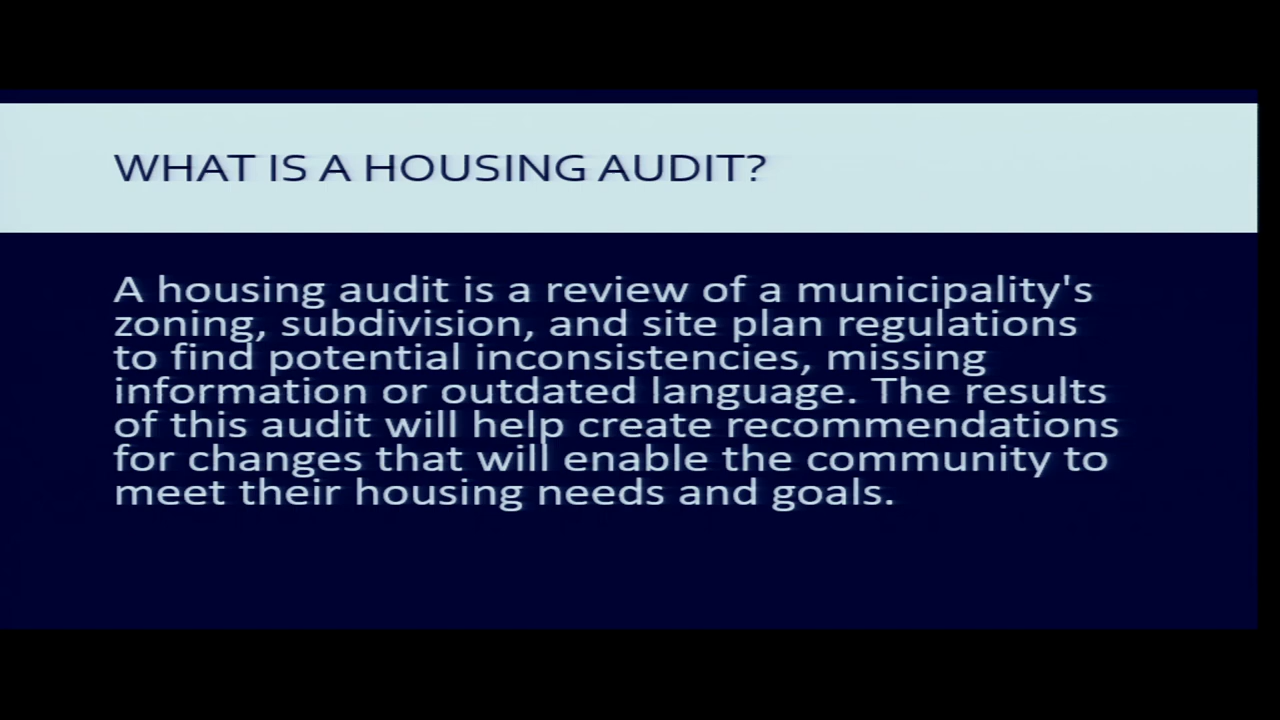 WHAT IS A HOUSING AUDIT?
A housing audit is a review of a municipality's
zoning, subdivision, and site plan regulations
to find potential inconsistencies, missing
information or outdated language. The results
of this audit will help create recommendations
for changes that will enable the community to
meet their housing needs and goals.